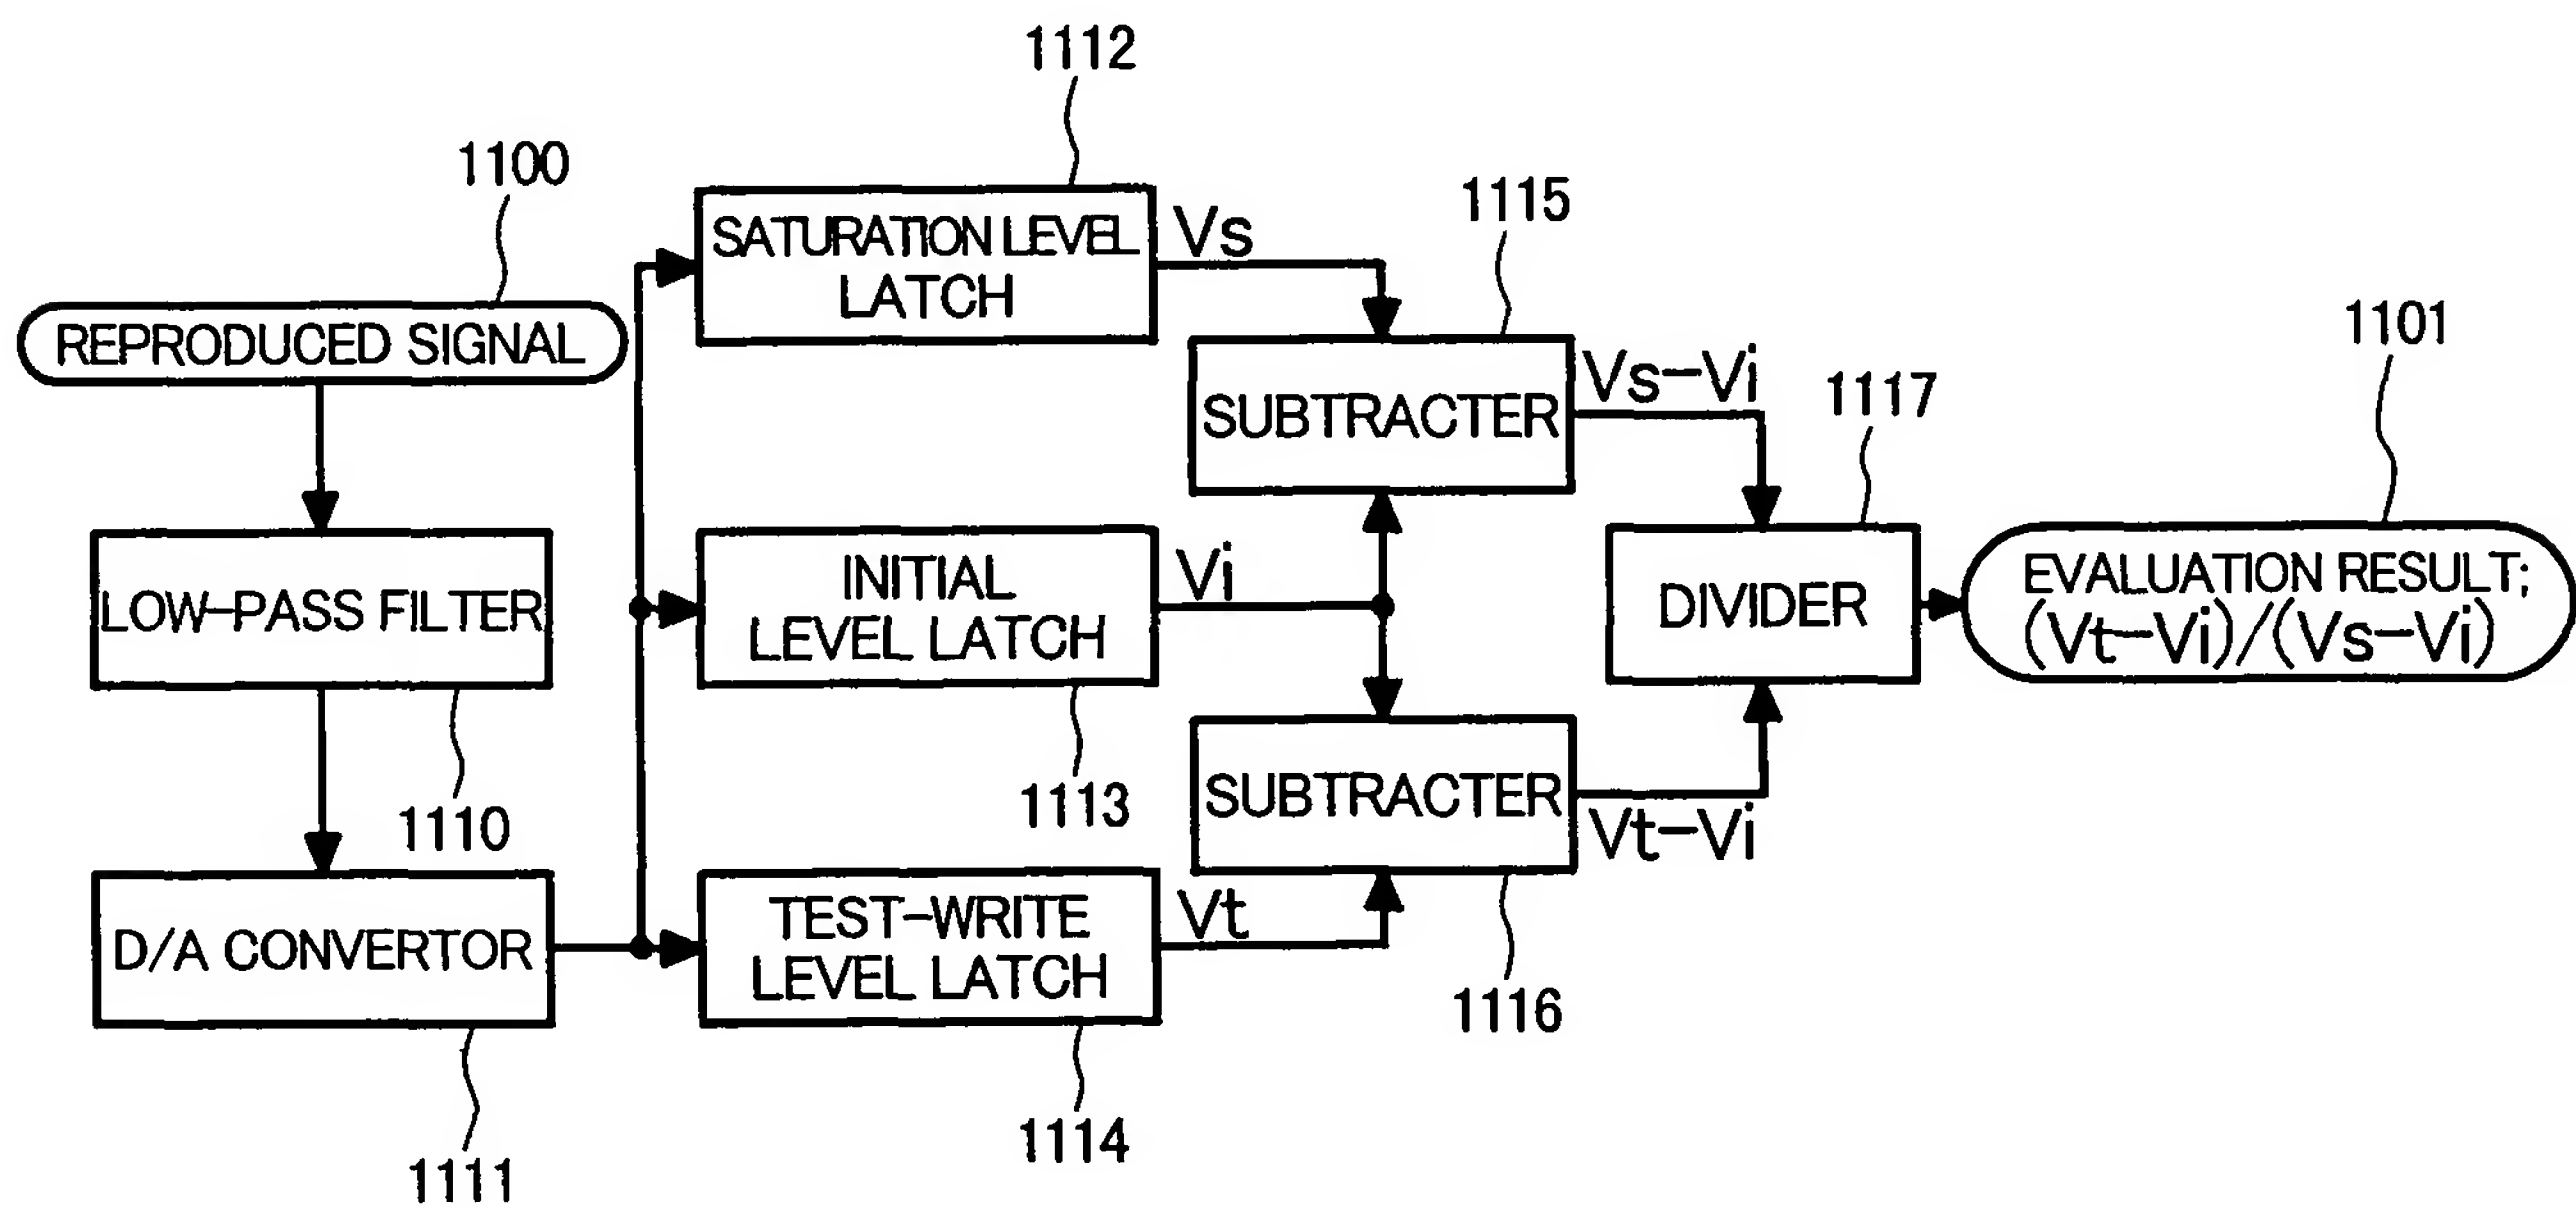 1112
1100
1115
SATURATION LEVEL
LATCH
Vs
REPRODUCED SIGNAL
1101
Vs-Vi
1117
SUBTRACTER
LOW-PASS FILTER
INITIAL
LEVEL LATCH
Vi
DIVIDER
EVALUATION RESULT;
(Vt-Vi)/(Vs-Vi)
1110
1113
SUBTRACTER
Vt-Vi
D/A CONVERTOR
TEST-WRITE
LEVEL LATCH
Vt
1116
1111
1114